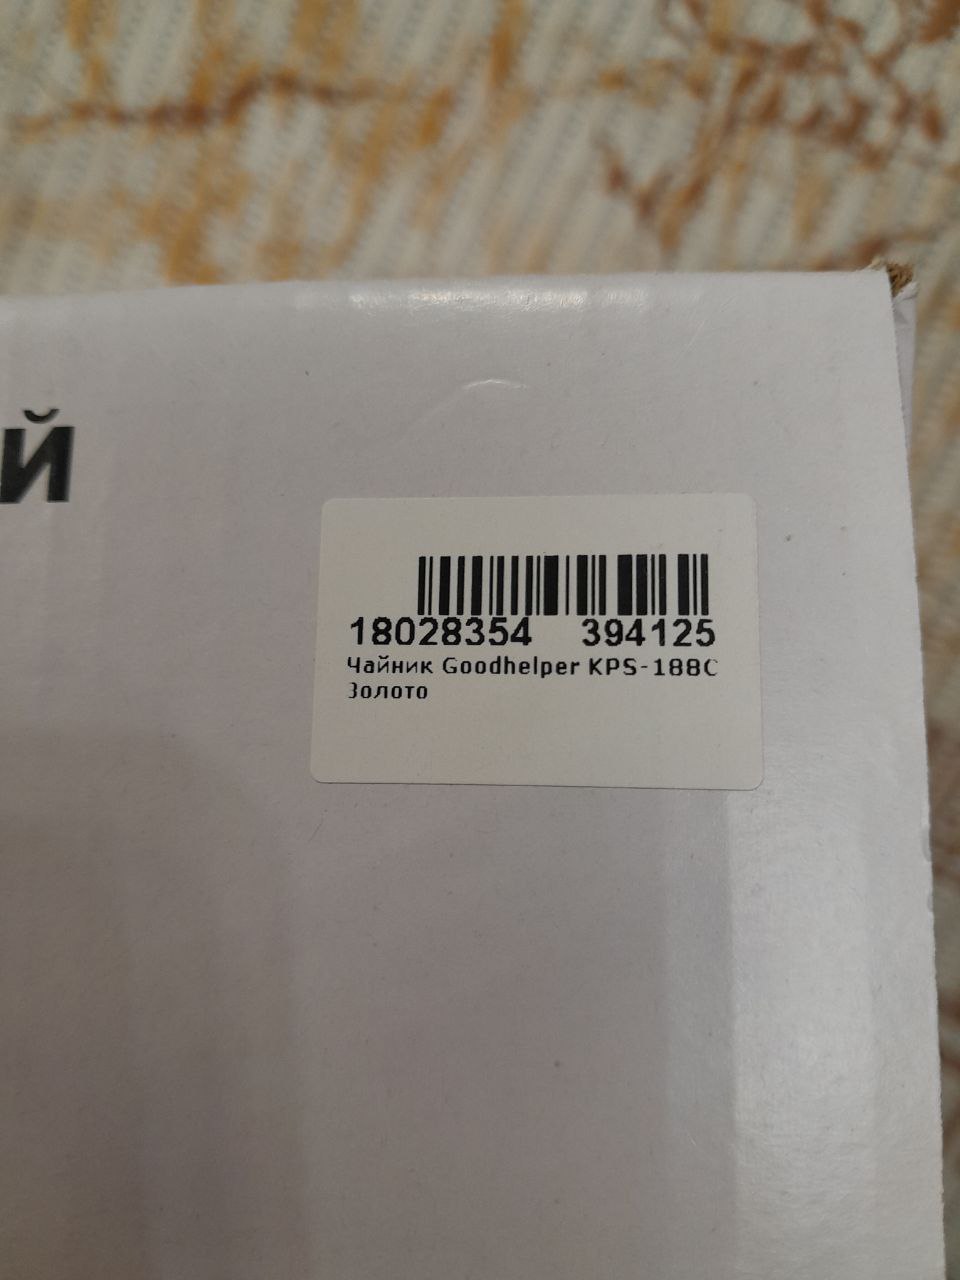 Й
18028354 394125
Чайник Goodhelper KPS-188C
Золото